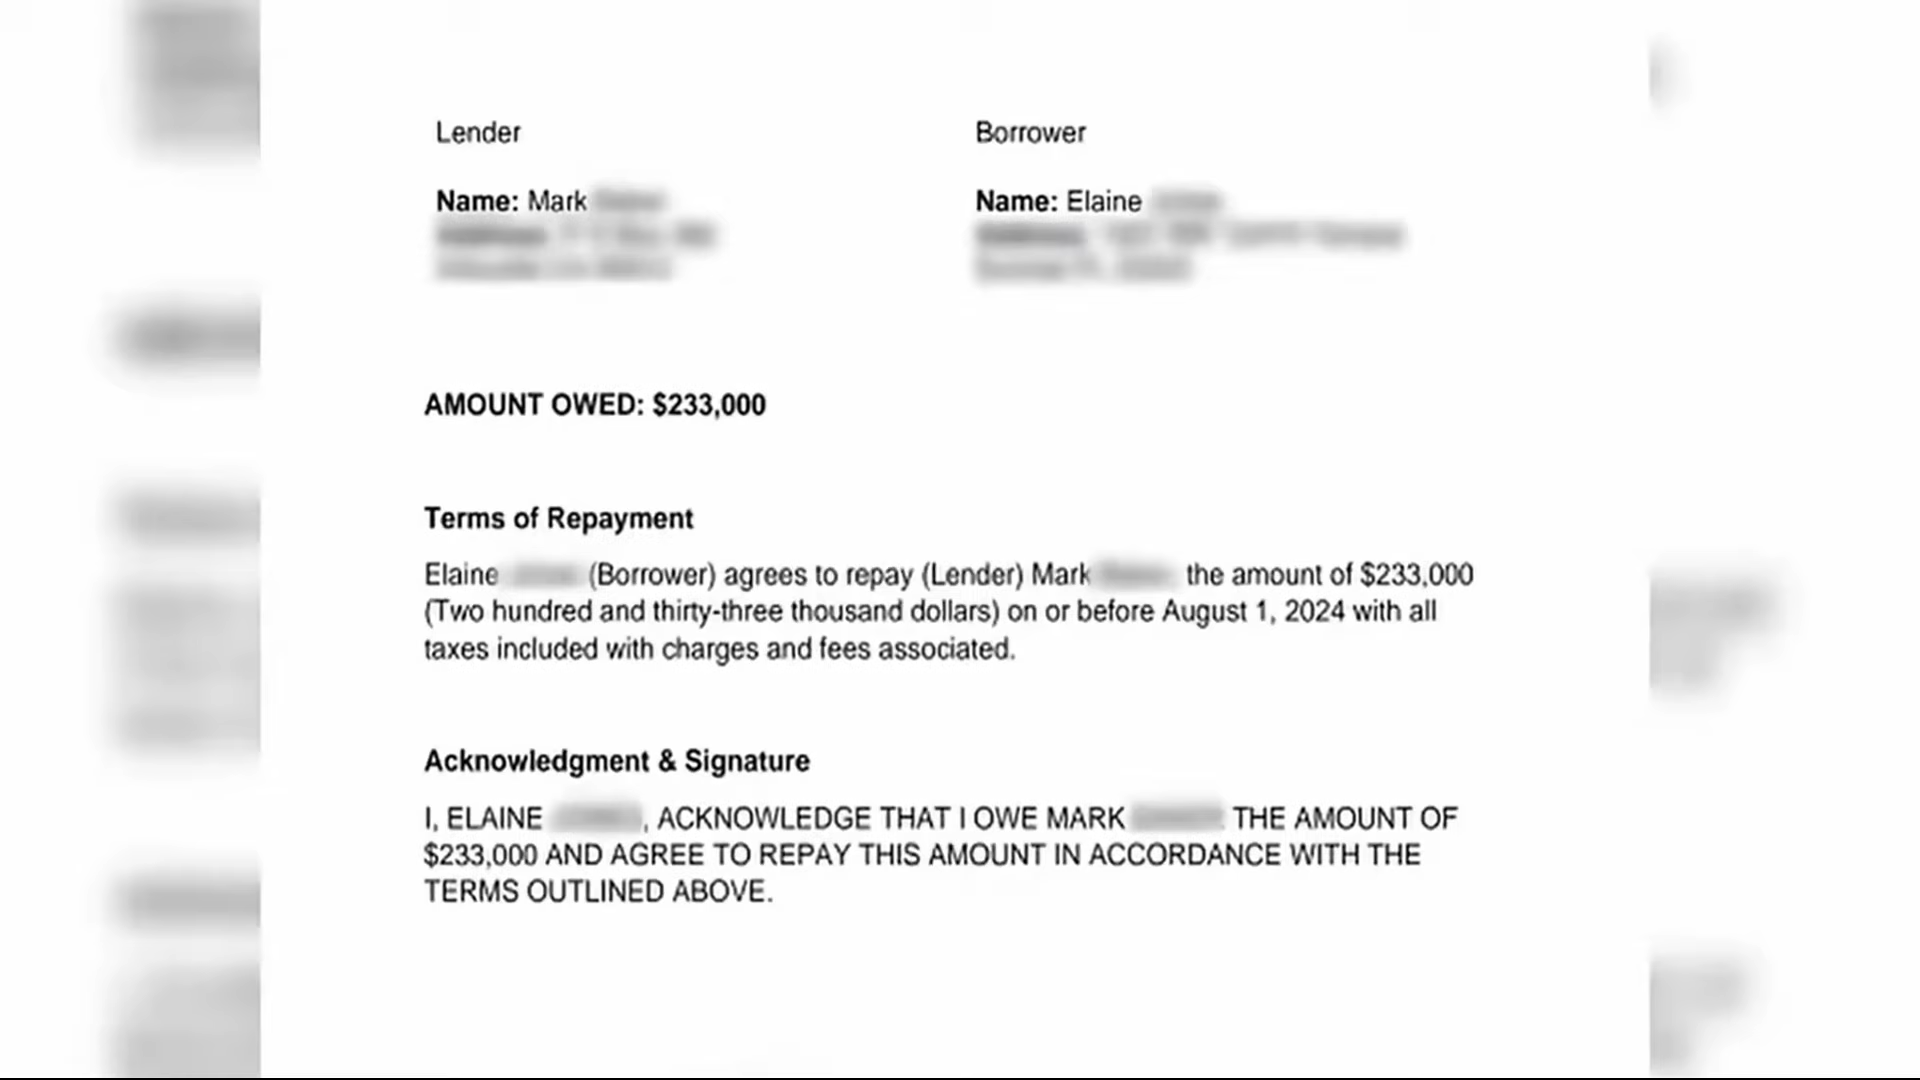 Lender
Borrower
Name: Mark
Name: Elaine
AMOUNT OWED: $233,000
Terms of Repayment
Elaine (Borrower) agrees to repay (Lender) Mark the amount of $233,000
(Two hundred and thirty-three thousand dollars) on or before August 1, 2024 with all
taxes included with charges and fees associated.
Acknowledgment & Signature
I, ELAINE , ACKNOWLEDGE THAT I OWE MARK THE AMOUNT OF
$233,000 AND AGREE TO REPAY THIS AMOUNT IN ACCORDANCE WITH THE
TERMS OUTLINED ABOVE.